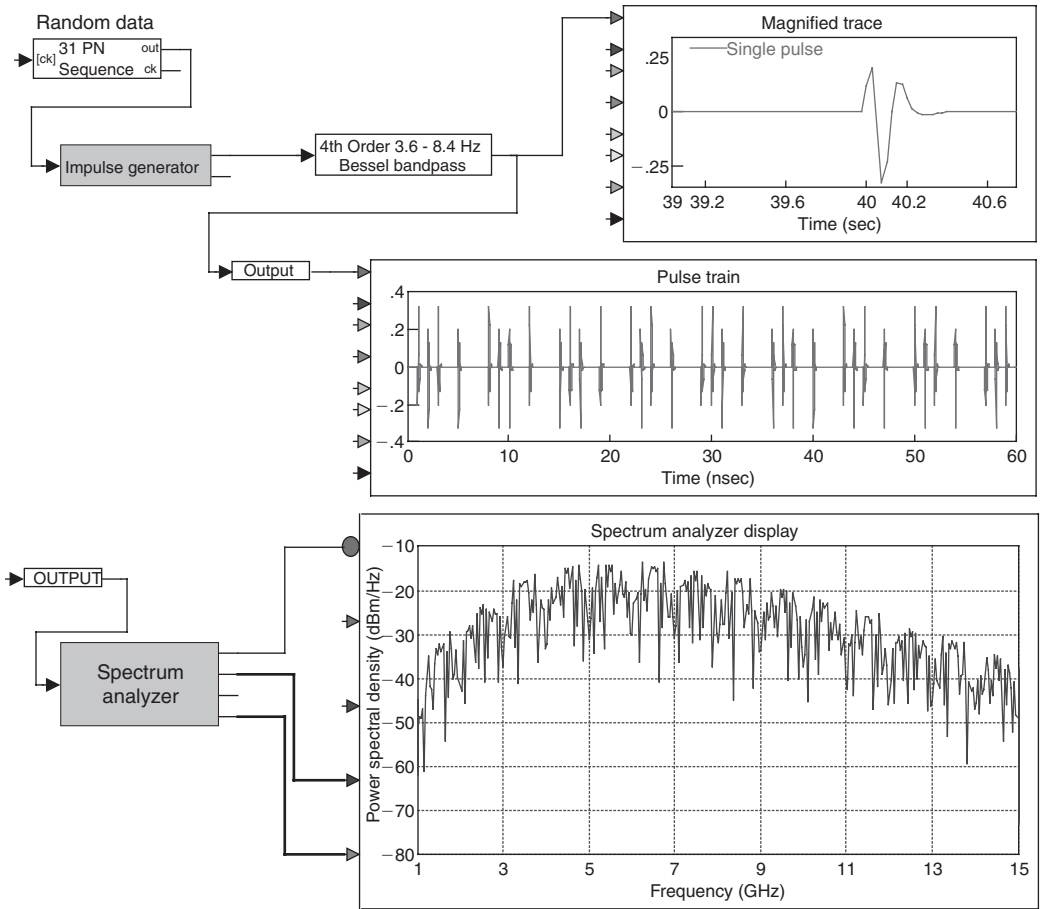 Random data
[ck] 31 PN out
Sequence ck
Impulse generator
4th Order 3.6 - 8.4 Hz
Bessel bandpass
Magnified trace
Single pulse
.25
0
−.25
39 39.2 39.6 40 40.2 40.6
Time (sec)
Output
Pulse train
.4
.2
0
−.2
−.4
0 10 20 30 40 50 60
Time (nsec)
OUTPUT
Spectrum
analyzer
Spectrum analyzer display
Power spectral density (dBm/Hz)
−10
−20
−30
−40
−50
−60
−70
−80
1 3 5 7 9 11 13 15
Frequency (GHz)